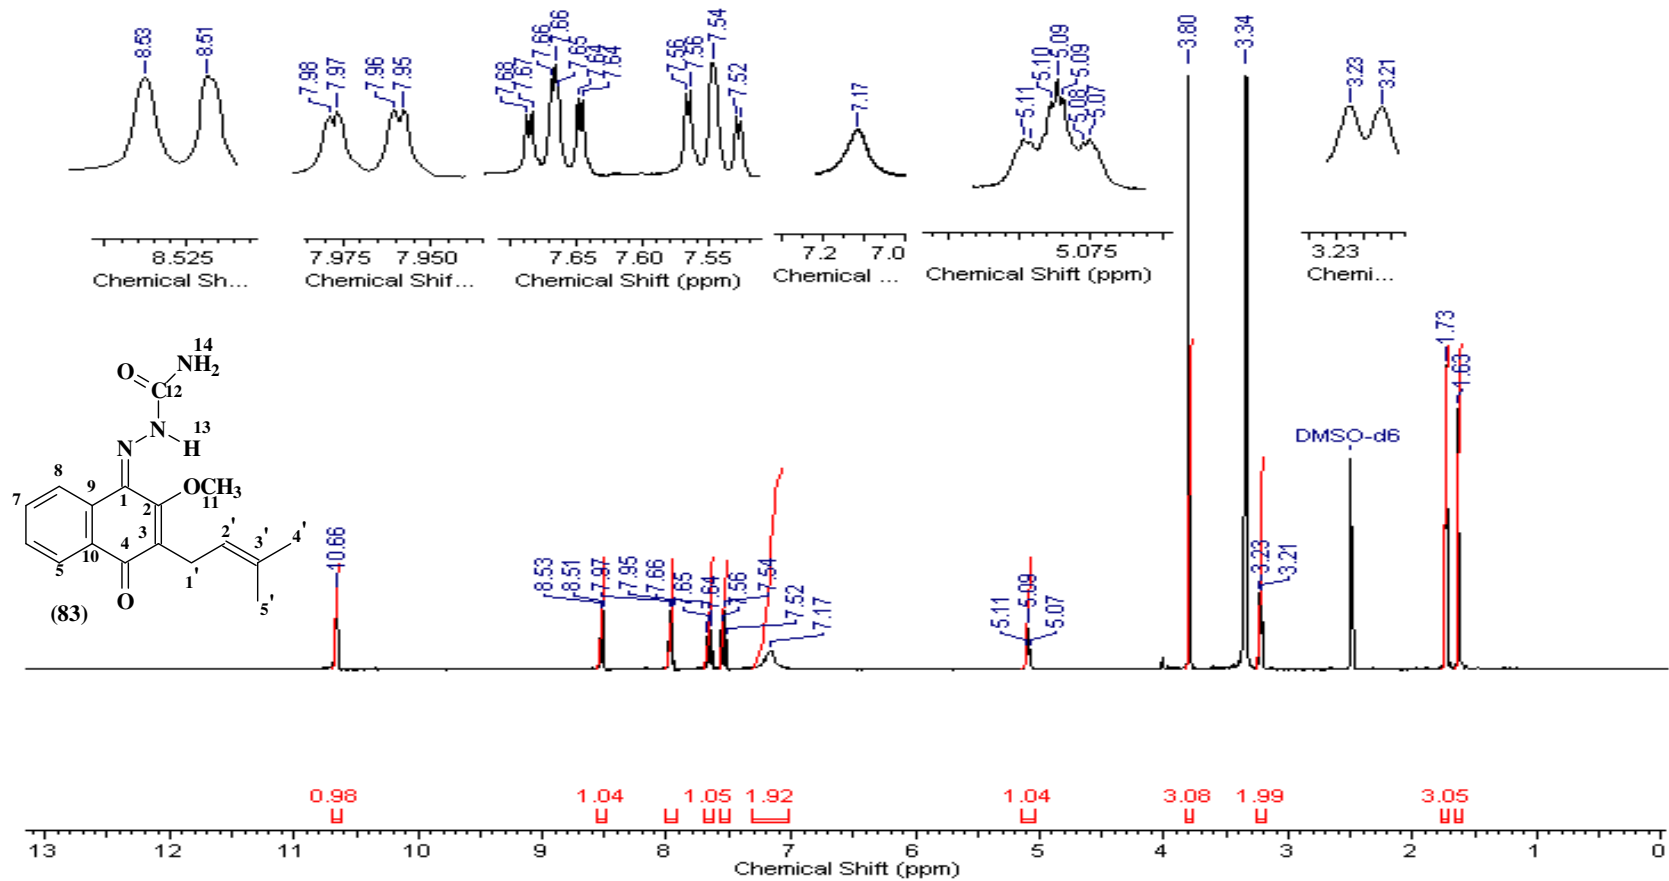 8.53
8.51
7.98
7.97
7.96
7.95
7.68
7.67
7.66
7.66
7.65
7.64
7.64
7.56
7.56
7.54
7.52
7.17
5.11
5.10
5.09
5.09
5.08
5.07
3.80
3.34
3.23
3.21
8.525
7.975 7.950
7.65 7.60 7.55
7.2 7.0
5.075
3.23
Chemical Sh...
Chemical Shif...
Chemical Shift (ppm)
Chemical ...
Chemical Shift (ppm)
Chemi...
14
O NH2
C12
N 13
N H
8 9 1 2 OCH3
11
7 3 2' 3' 4'
10 4 1' 5'
5 O
(83)
10.66
8.53
8.51
7.97
7.95
7.66
7.65
7.64
7.56
7.54
7.52
7.17
5.11
5.09
5.07
3.23
3.21
DMSO-d6
1.73
1.63
0.98 1.04 1.05 1.92 1.04 3.08 1.99 3.05
13 12 11 10 9 8 7 6 5 4 3 2 1 0
Chemical Shift (ppm)